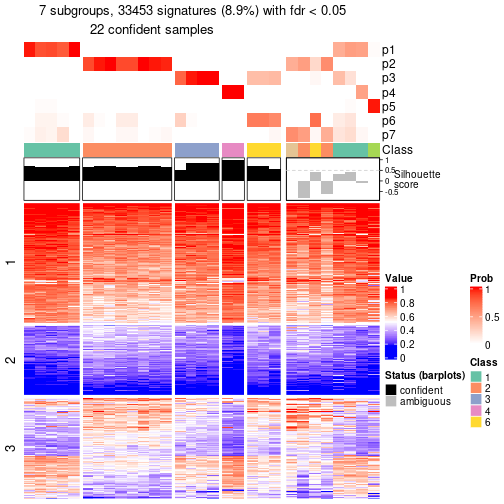 7 subgroups, 33453 signatures (8.9%) with fdr < 0.05
22 confident samples
p1
p2
p3
p4
p5
p6
p7
Class
1
0.5
0
-0.5
Silhouette
score
1
2
3
Value
1
0.8
0.6
0.4
0.2
0
Status (barplots)
confident
ambiguous
Prob
1
0.5
0
Class
1
2
3
4
6